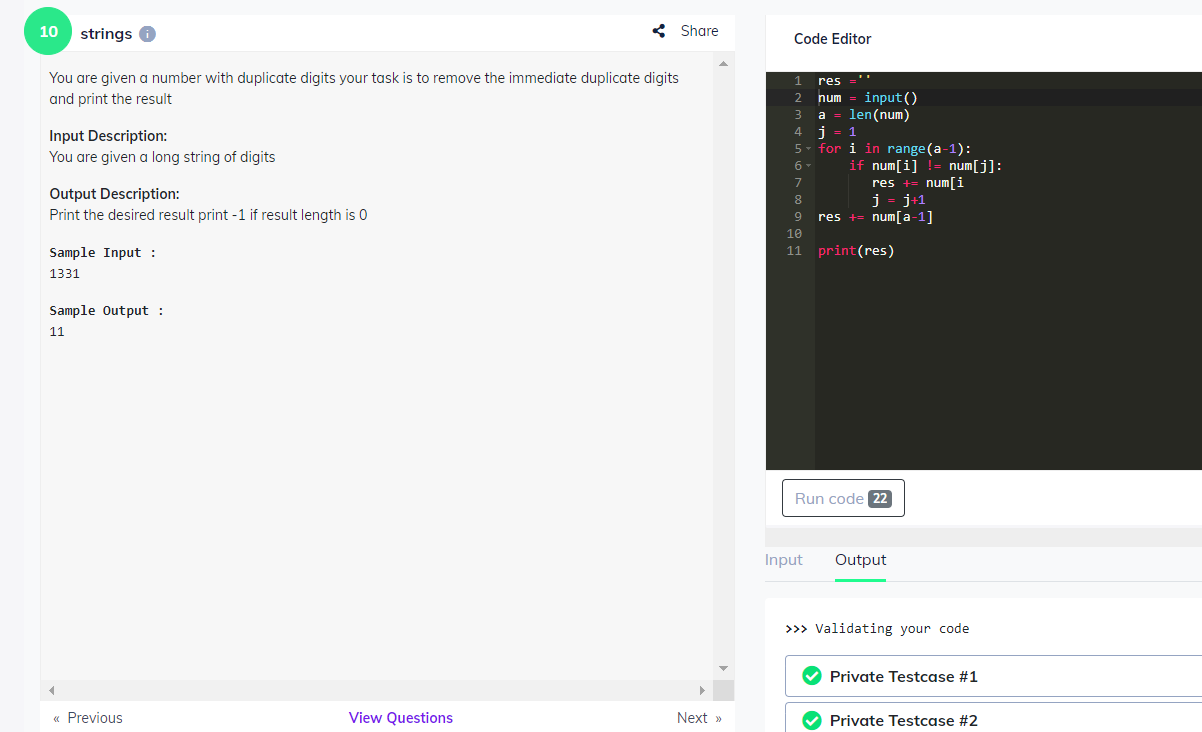 10 strings i Share
You are given a number with duplicate digits your task is to remove the immediate duplicate digits
and print the result
Input Description:
You are given a long string of digits
Output Description:
Print the desired result print -1 if result length is 0
Sample Input :
1331
Sample Output :
11
« Previous View Questions Next »
Code Editor
1 res =''
2 num = input()
3 a = len(num)
4 j = 1
5 for i in range(a-1):
6 if num[i] != num[j]:
7 res += num[i
8 j = j+1
9 res += num[a-1]
10
11 print(res)
Run code 22
Input Output
>>> Validating your code
Private Testcase #1
Private Testcase #2